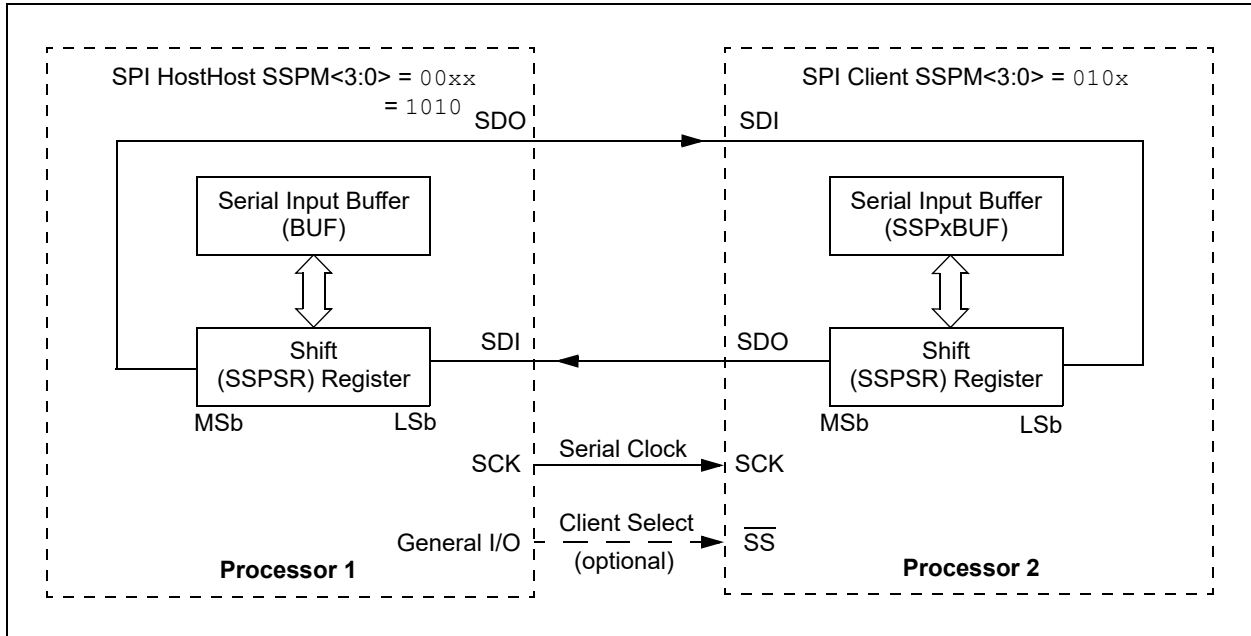 SPI HostHost SSPM<3:0> = 00xx
= 1010
SPI Client SSPM<3:0> = 010x
SDO
SDI
Serial Input Buffer
(BUF)
Serial Input Buffer
(SSPxBUF)
SDI
SDO
Shift
(SSPSR) Register
Shift
(SSPSR) Register
MSb
LSb
MSb
LSb
SCK
Serial Clock
SCK
General I/O
Client Select
(optional)
SS
Processor 1
Processor 2